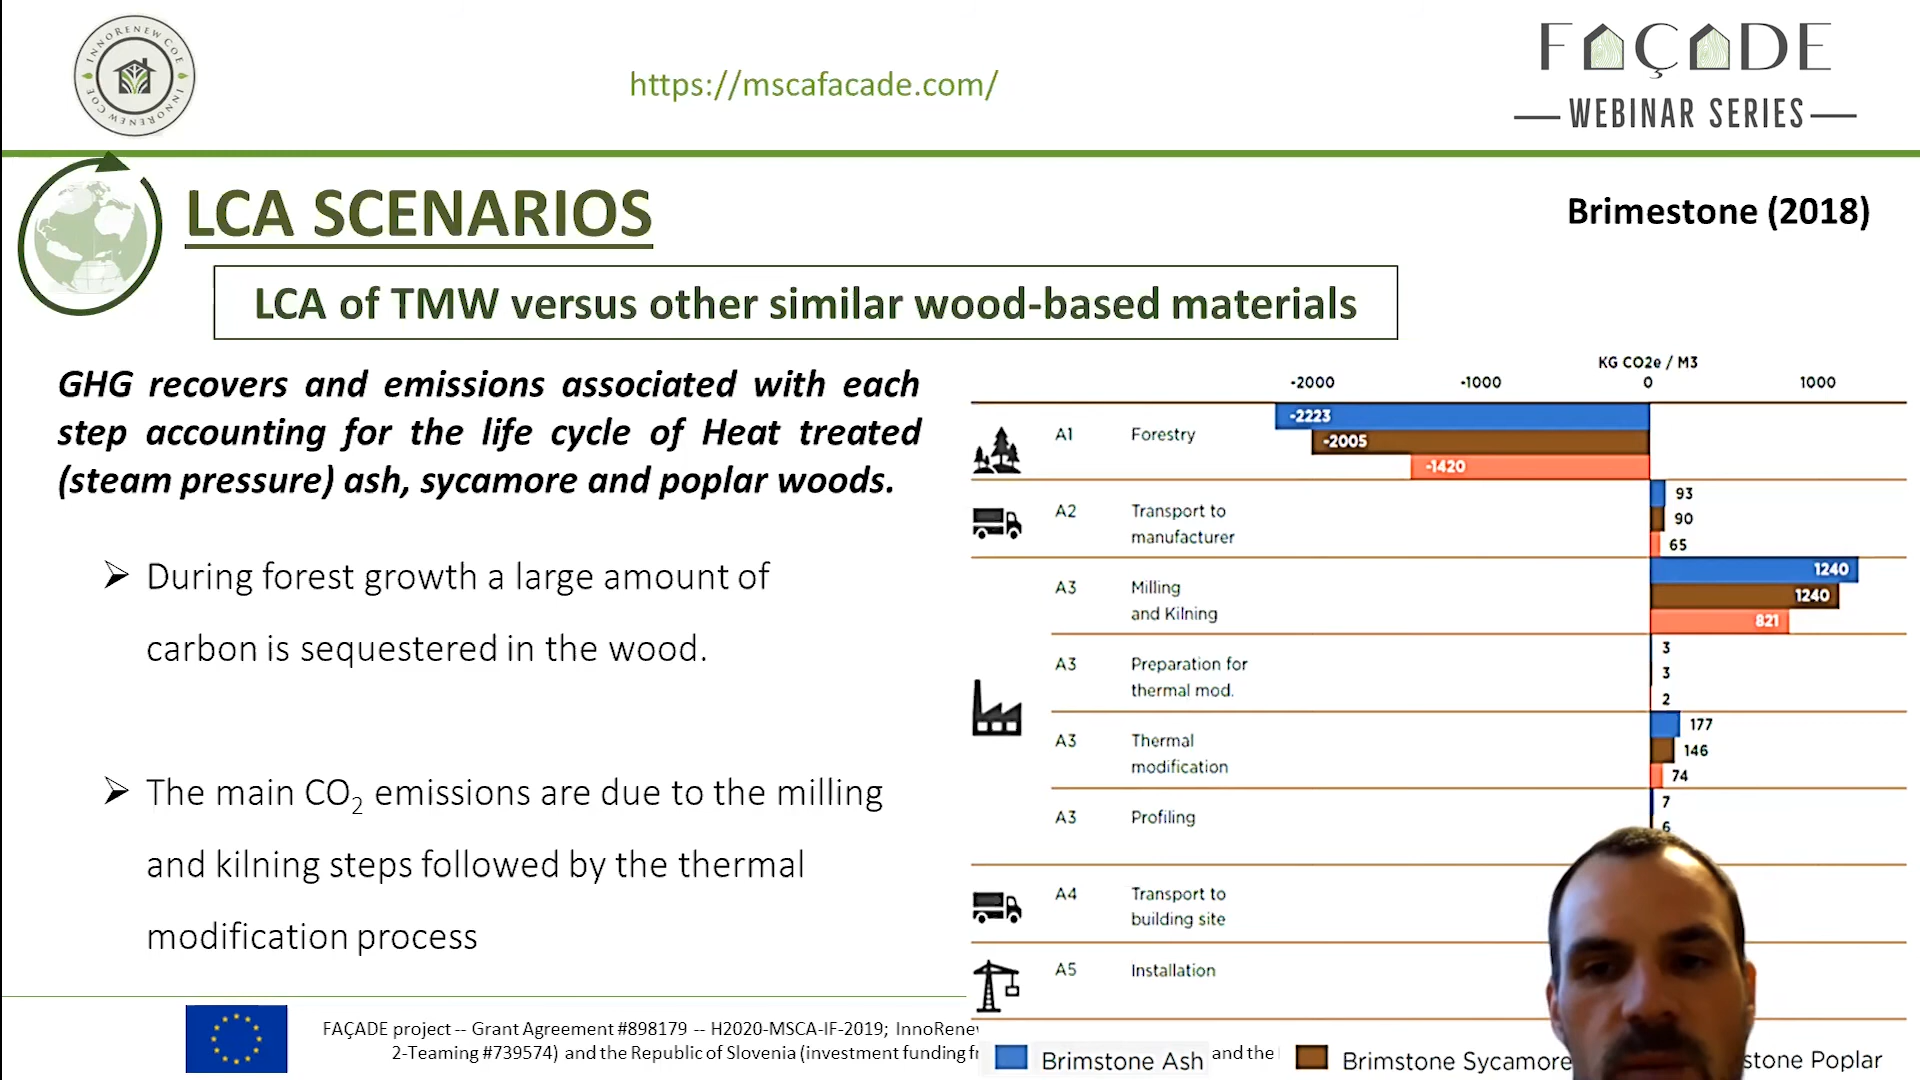 INNORENEW COE
INNORENEW COE
https://mscafacade.com/
FAÇADE
WEBINAR SERIES
LCA SCENARIOS
Brimestone (2018)
LCA of TMW versus other similar wood-based materials
GHG recovers and emissions associated with each
step accounting for the life cycle of Heat treated
(steam pressure) ash, sycamore and poplar woods.
➢ During forest growth a large amount of
carbon is sequestered in the wood.
➢ The main CO2 emissions are due to the milling
and kilning steps followed by the thermal
modification process
KG CO2e / M3
-2000 -1000 0 1000
A1 Forestry
-2223
-2005
-1420
A2 Transport to
manufacturer
93
90
65
A3 Milling
and Kilning
1240
1240
821
A3 Preparation for
thermal mod.
3
3
2
A3 Thermal
modification
177
146
74
A3 Profiling
7
6
A4 Transport to
building site
A5 Installation
FAÇADE project -- Grant Agreement #898179 -- H2020-MSCA-IF-2019;
2-Teaming #739574) and the Republic of Slovenia (investment funding and the
Brimstone Ash Brimstone Sycamore Poplar